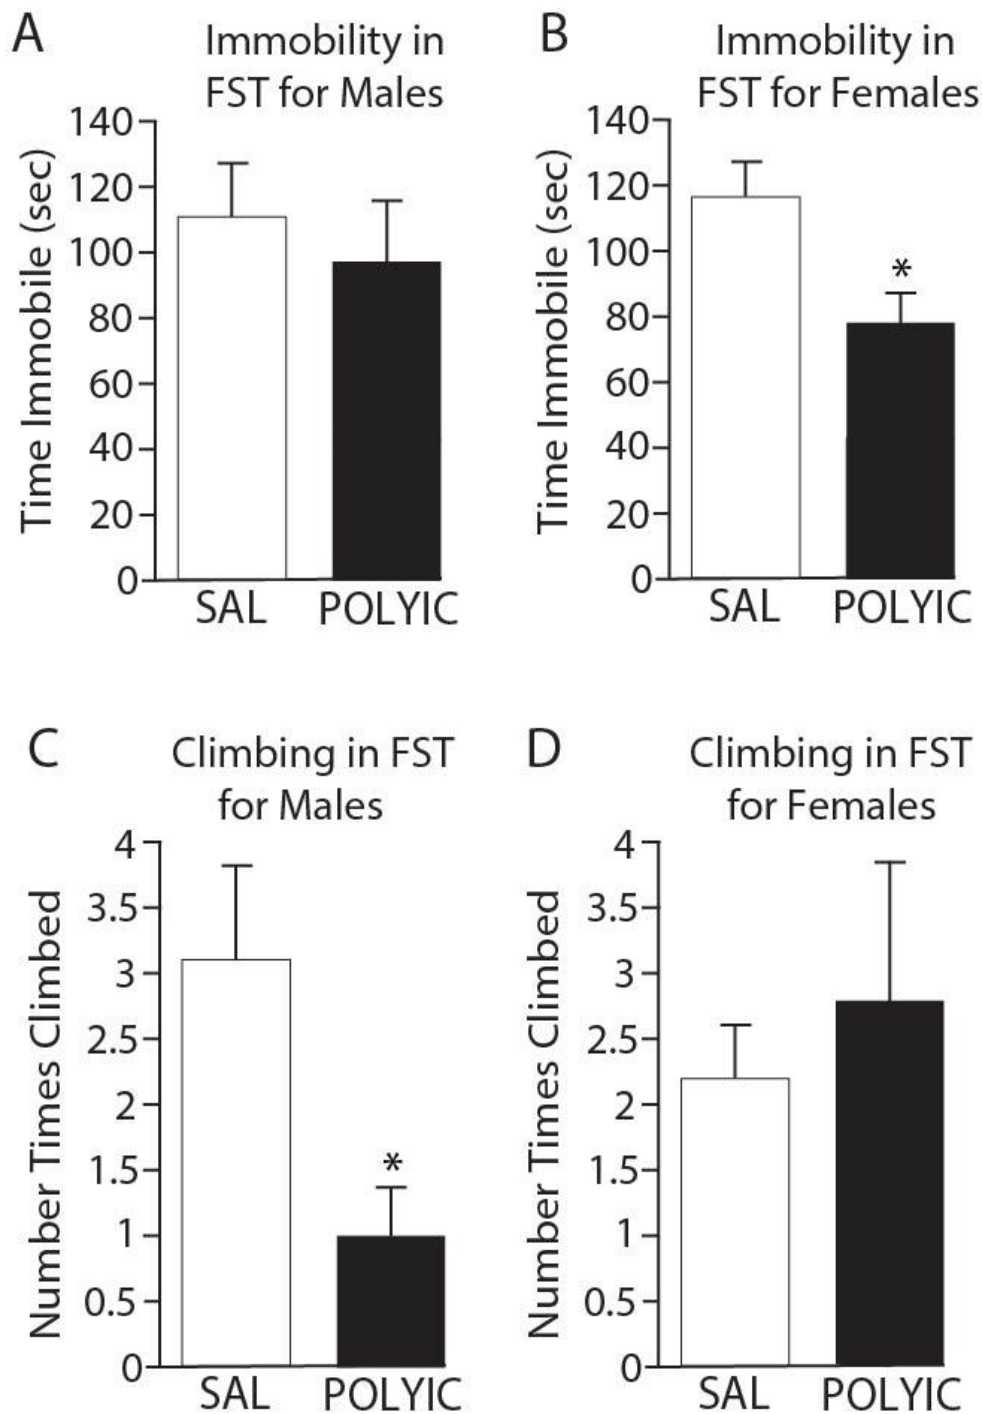 A
Immobility in
FST for Males
Time Immobile (sec)
140
120
100
80
60
40
20
0
SAL POLYIC
B
Immobility in
FST for Females
Time Immobile (sec)
140
120
100
80
60
40
20
0
*
SAL POLYIC
C
Climbing in FST
for Males
Number Times Climbed
4
3.5
3
2.5
2
1.5
1
0.5
0
*
SAL POLYIC
D
Climbing in FST
for Females
Number Times Climbed
4
3.5
3
2.5
2
1.5
1
0.5
0
SAL POLYIC